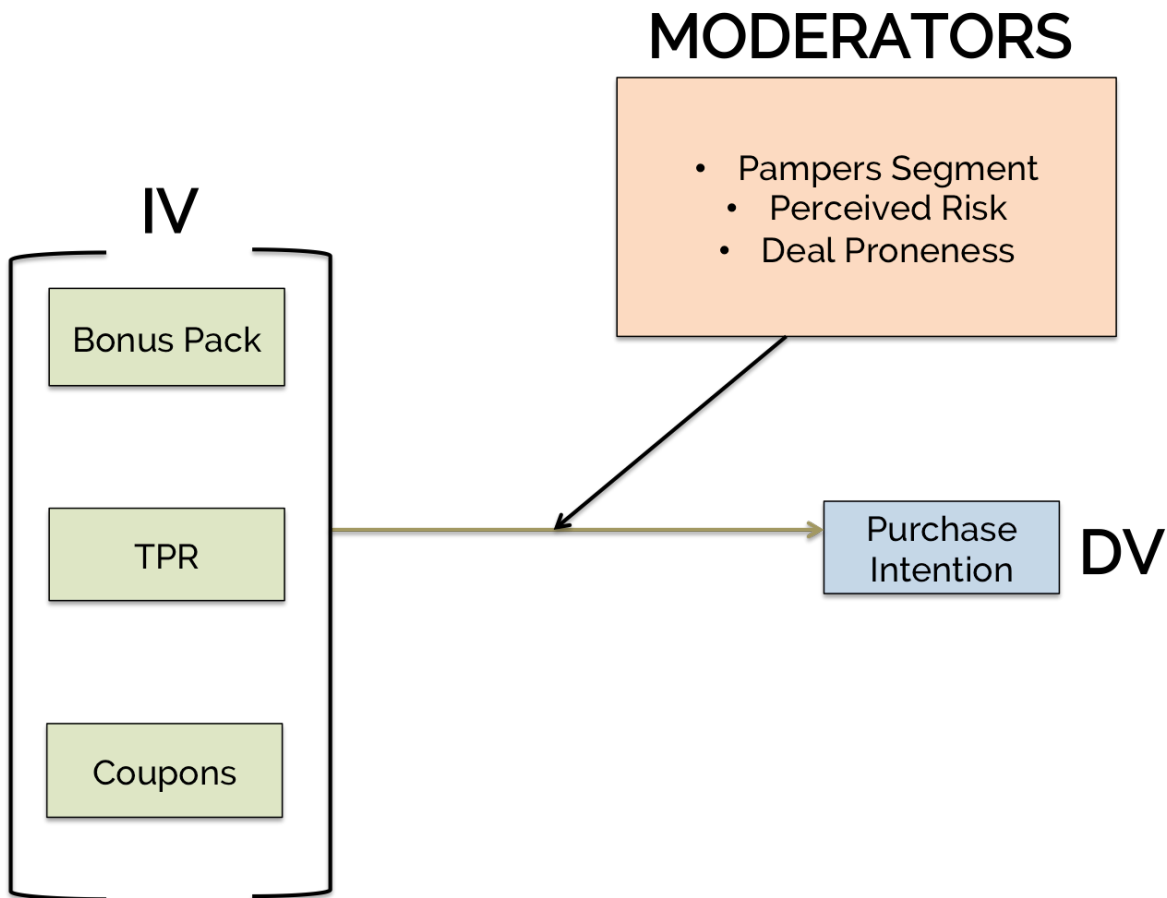 MODERATORS
• Pampers Segment
• Perceived Risk
• Deal Proneness
IV
Bonus Pack
TPR
Coupons
Purchase
Intention
DV